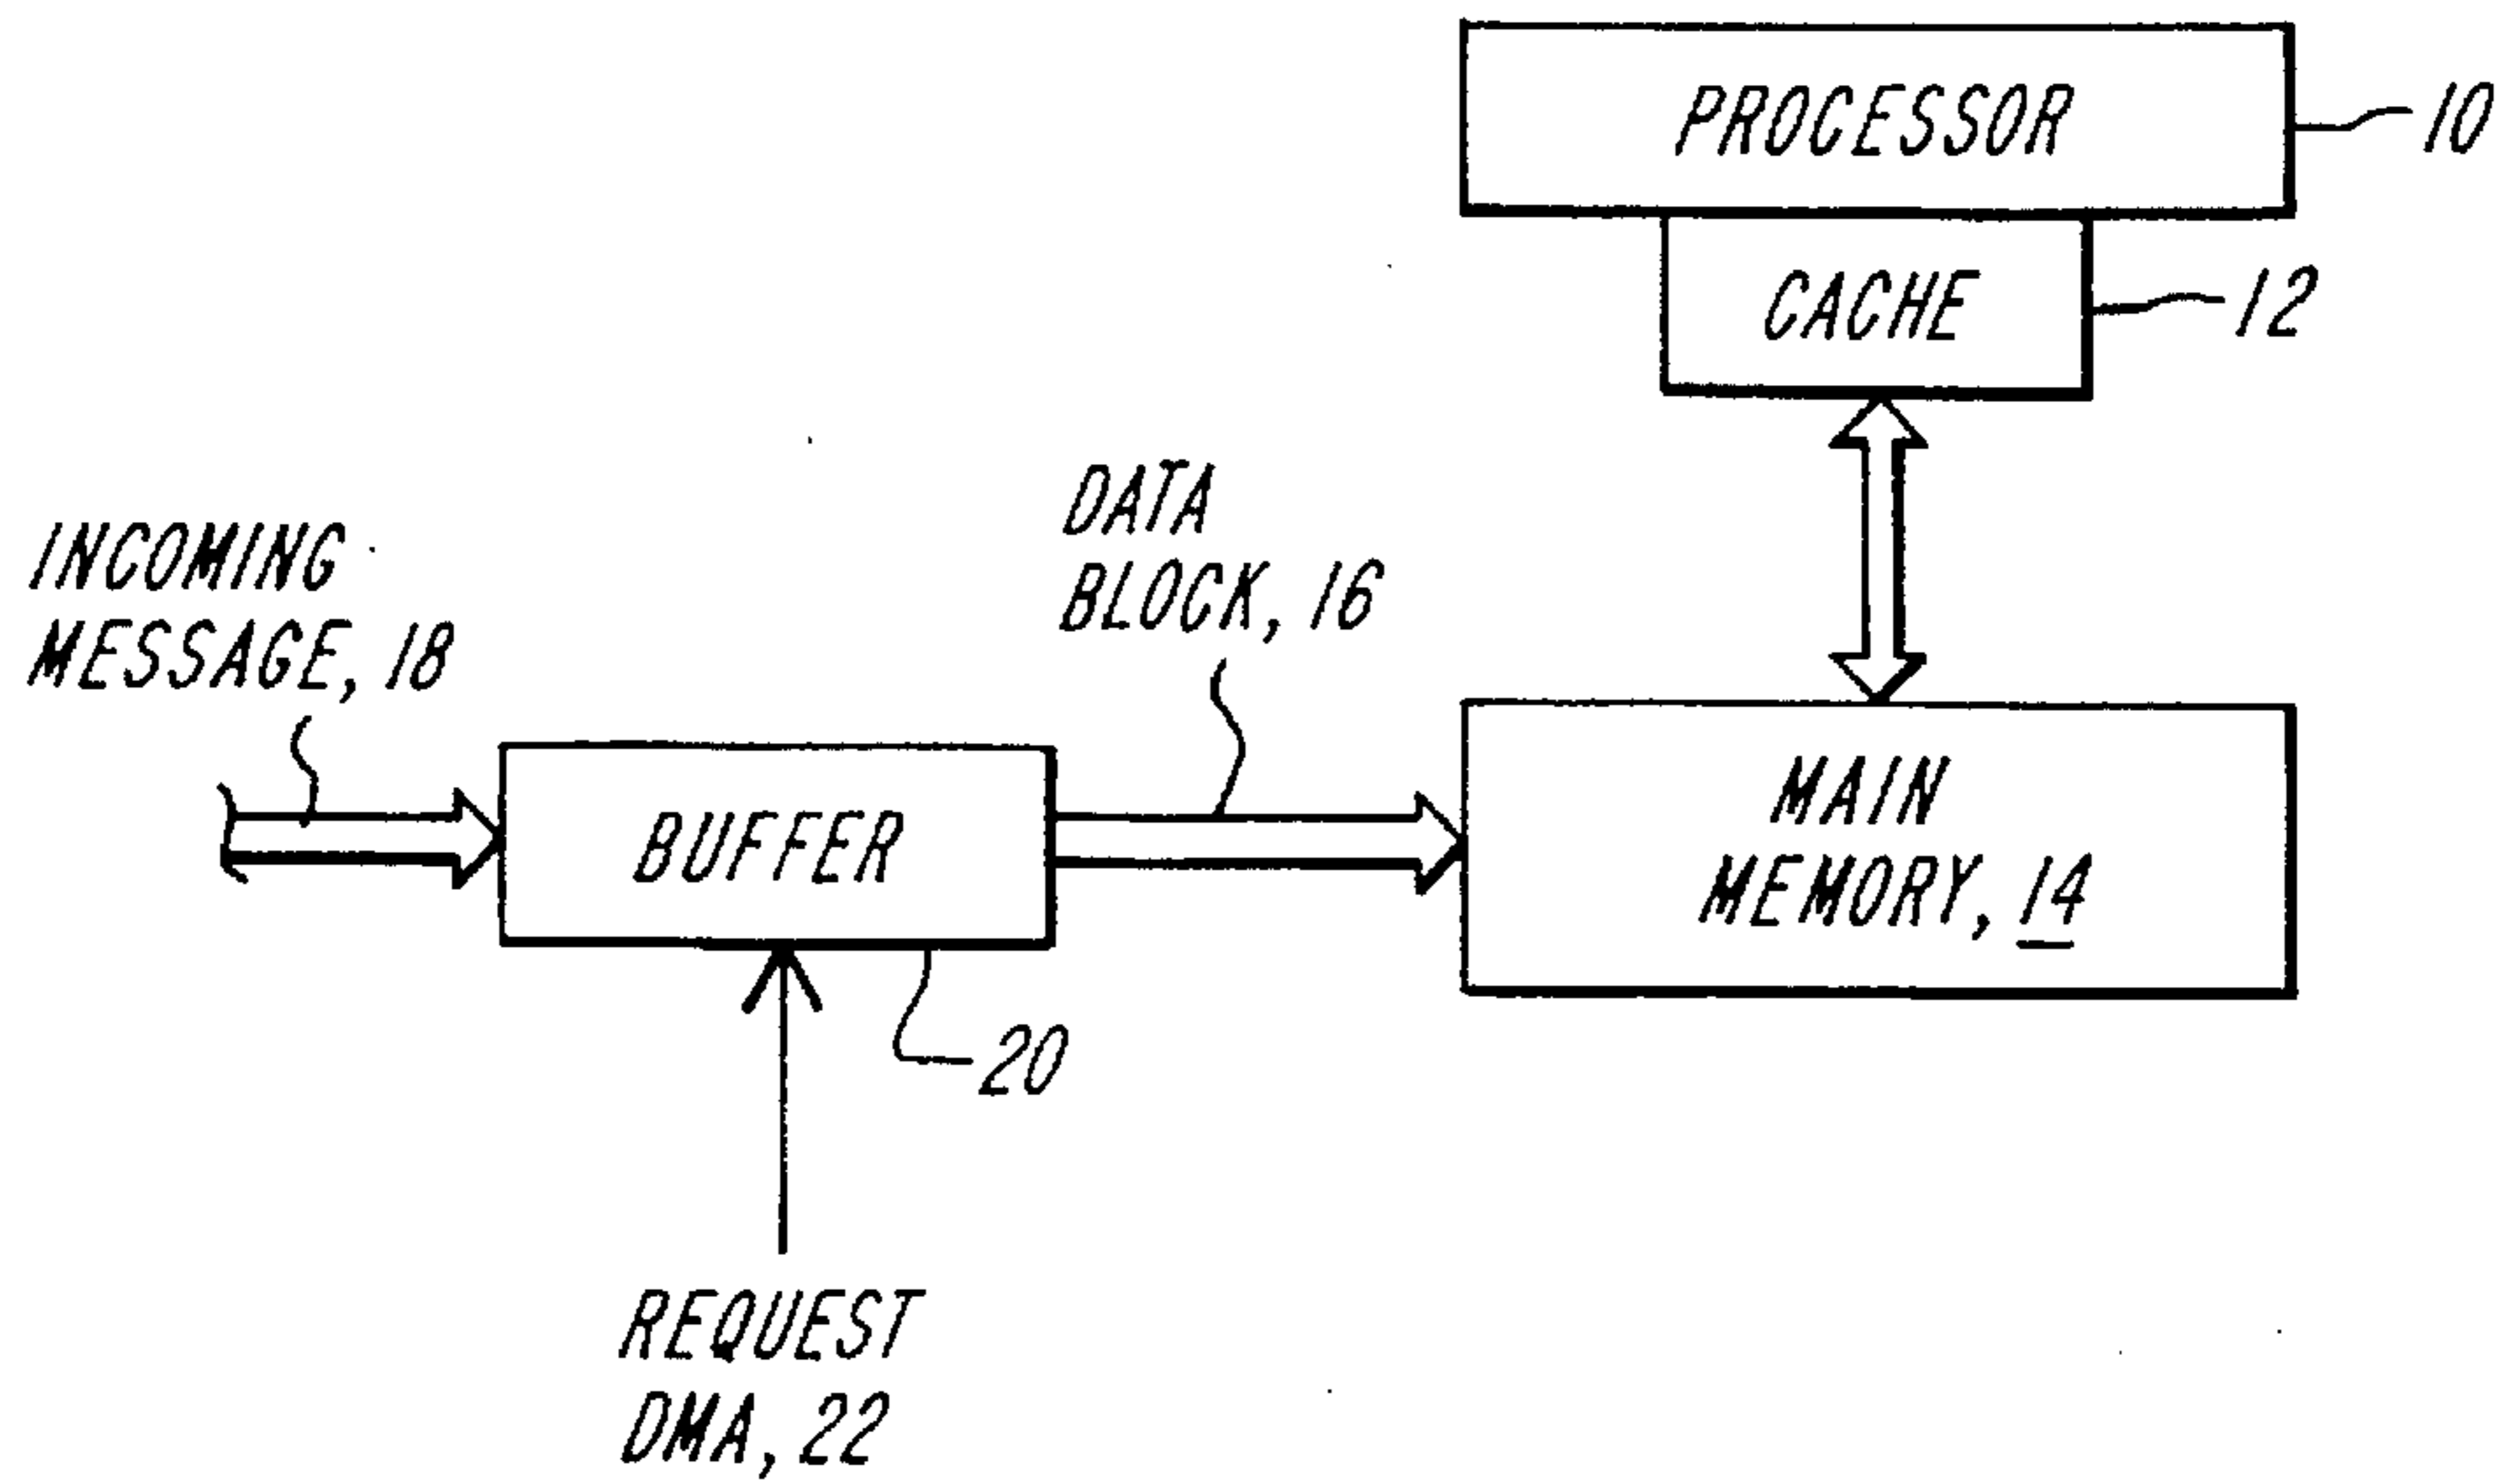 PROCESSOR
10
CACHE
12
DATA
BLOCK, 16
INCOMING
MESSAGE, 18
BUFFER
MAIN
MEMORY, 14
20
REQUEST
DMA, 22